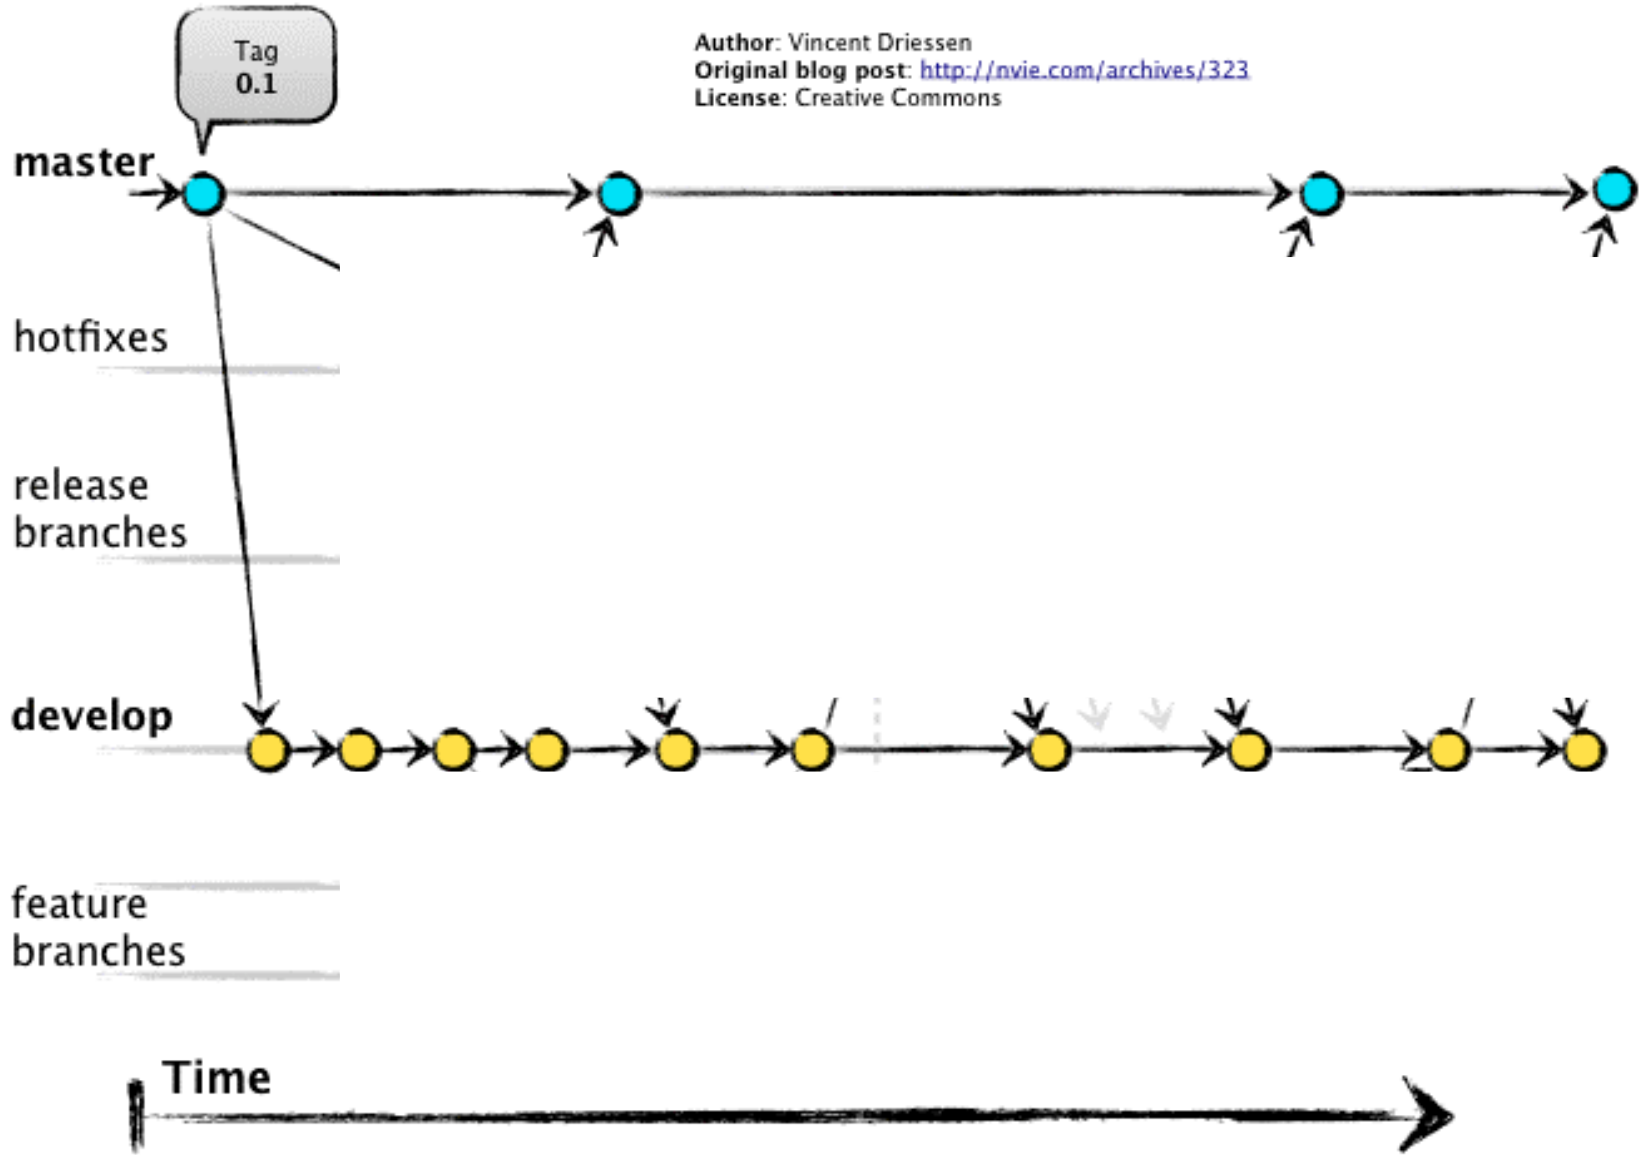 Tag
0.1
Author: Vincent Driessen
Original blog post: http://nvie.com/archives/323
License: Creative Commons
master
hotfixes
release
branches
develop
feature
branches
Time